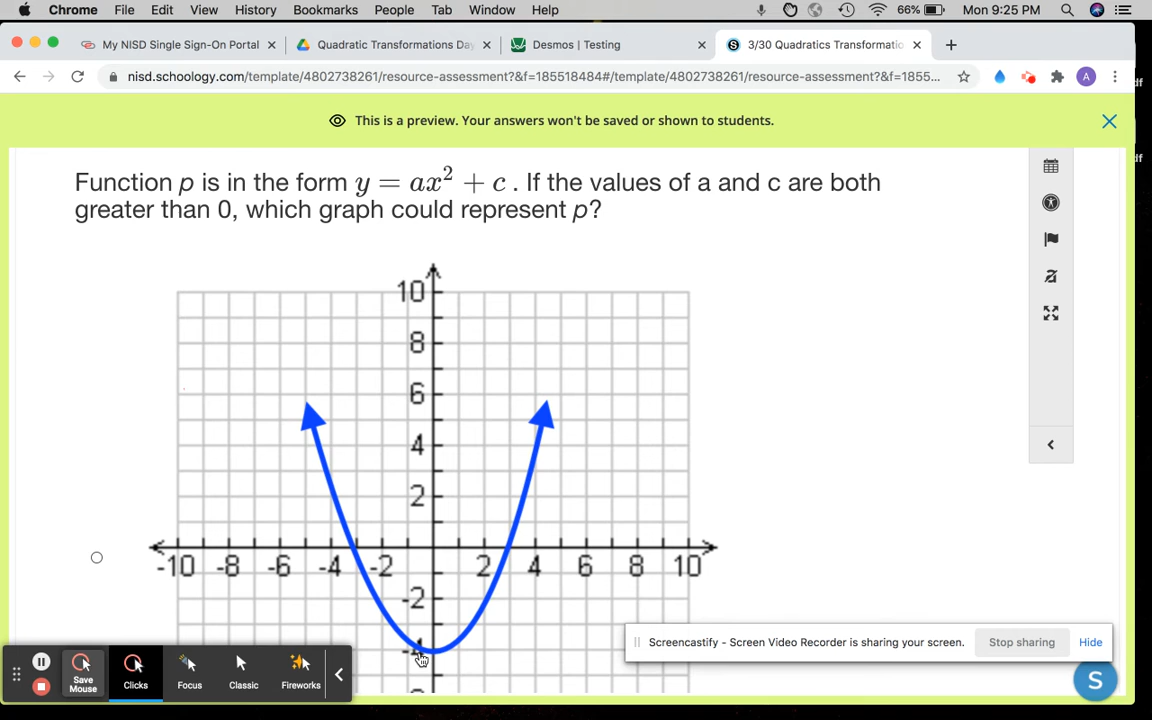 Chrome File Edit View History Bookmarks People Tab Window Help 66% Mon 9:25 PM
My NISD Single Sign-On Portal Quadratic Transformations Day Desmos | Testing 3/30 Quadratics Transformatio
nisd.schoology.com/template/4802738261/resource-assessment?&f=185518484#/template/4802738261/resource-assessment?&f=1855... A
This is a preview. Your answers won't be saved or shown to students.
Function p is in the form y = ax² + c . If the values of a and c are both
greater than 0, which graph could represent p?
10
8
6
4
2
-10 -8 -6 -4 -2 2 4 6 8 10
-2
-4
Screencastify - Screen Video Recorder is sharing your screen. Stop sharing Hide
Save Mouse Clicks Focus Classic Fireworks
S